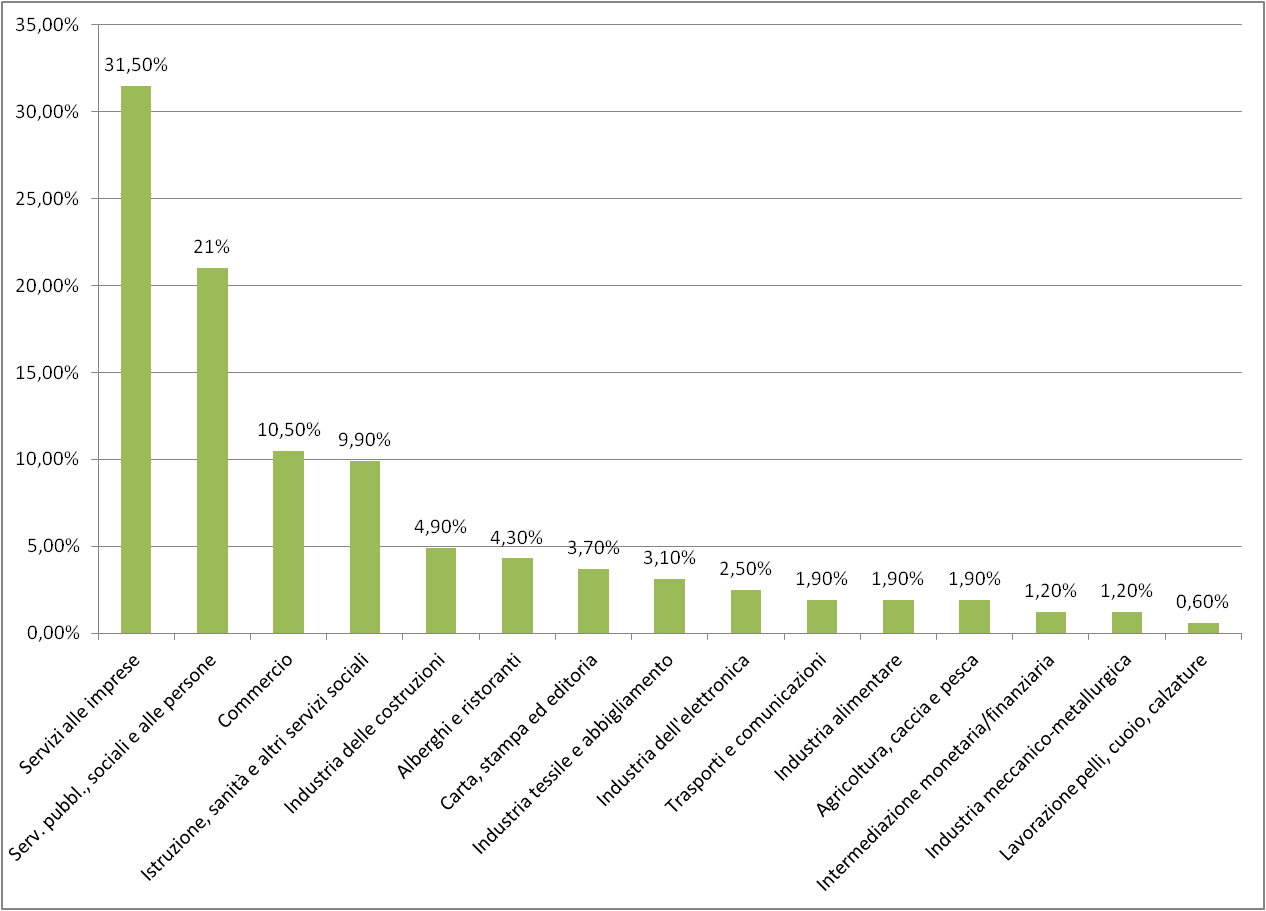 35,00%
30,00%
25,00%
20,00%
15,00%
10,00%
5,00%
0,00%
31,50%
21%
10,50%
9,90%
4,90%
4,30%
3,70%
3,10%
2,50%
1,90%
1,90%
1,90%
1,20%
1,20%
0,60%
Servizi alle imprese
Serv. pubbl., sociali e alle persone
Commercio
Istruzione, sanità e altri servizi sociali
Industria delle costruzioni
Alberghi e ristoranti
Carta, stampa ed editoria
Industria tessile e abbigliamento
Industria dell'elettronica
Trasporti e comunicazioni
Industria alimentare
Agricoltura, caccia e pesca
Intermediazione monetaria/finanziaria
Industria meccanico-metallurgica
Lavorazione pelli, cuoio, calzature